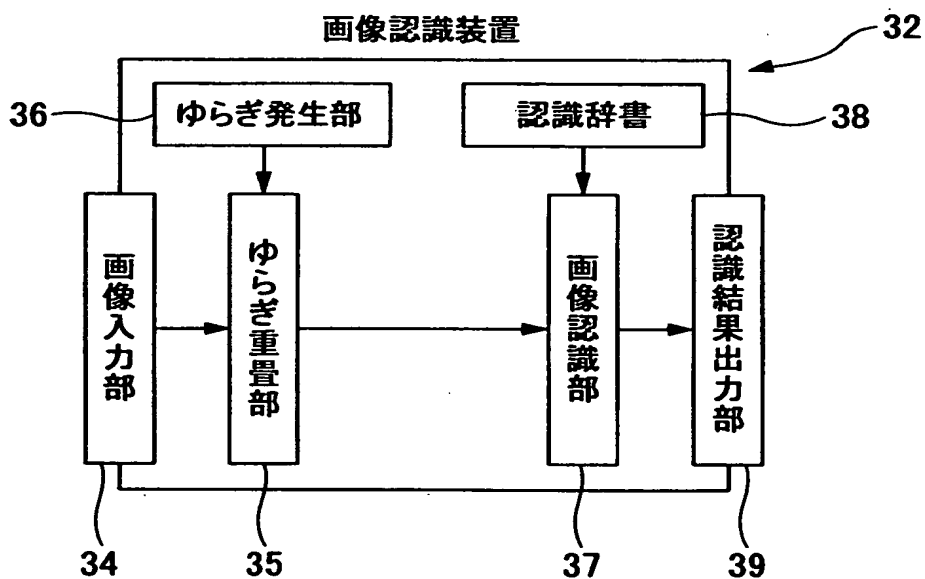 画像認識装置
32
36
ゆらぎ発生部
認識辞書
38
画像入力部
ゆらぎ重畳部
画像認識部
認識結果出力部
34
35
37
39